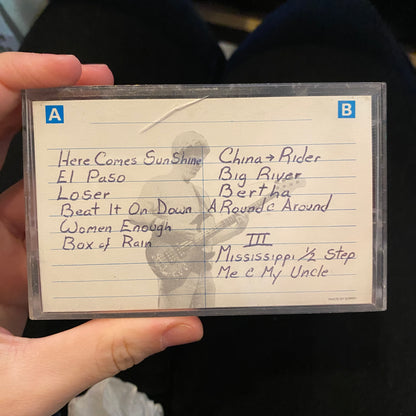 A
B
Here Comes Sunshine
El Paso
Loser
Beat It On Down
Women Enough
Box of Rain
China → Rider
Big River
Bertha
A Round & Around
III
Mississippi 1/2 Step
Me & My Uncle